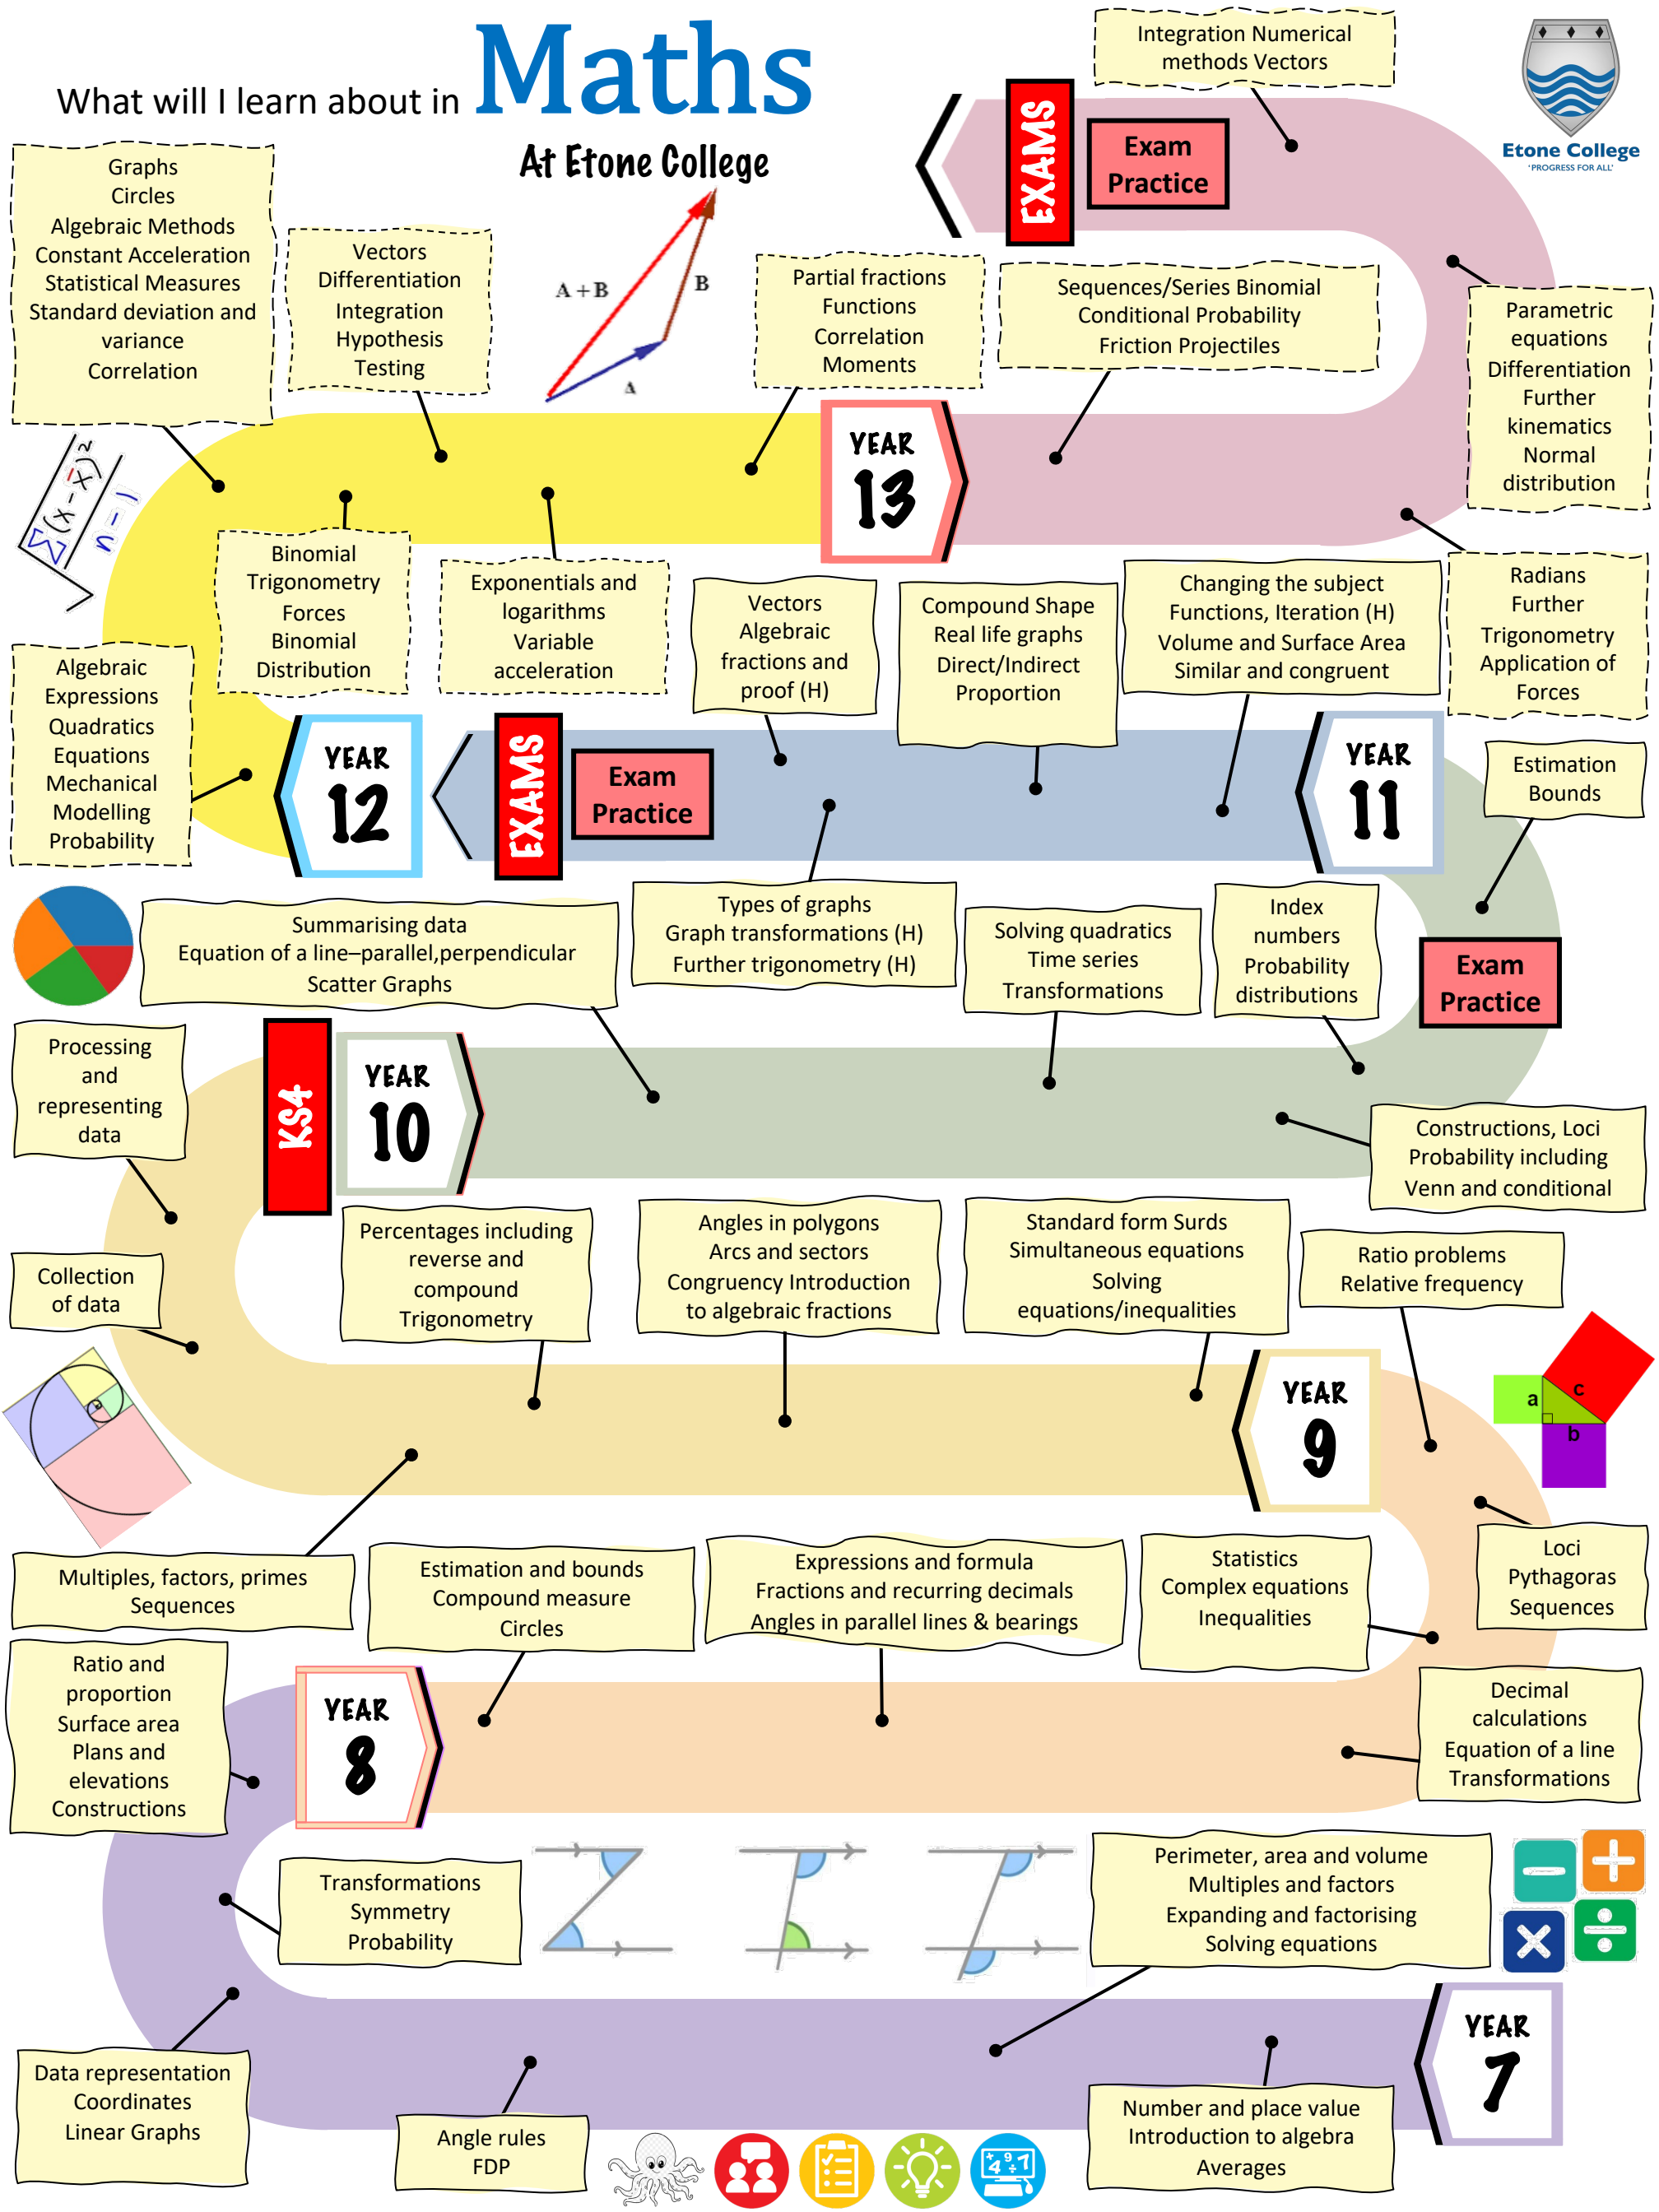 What will I learn about in Maths
At Etone College
Etone College
'PROGRESS FOR ALL'
Integration Numerical
methods Vectors
EXAMS
Exam
Practice
Graphs
Circles
Algebraic Methods
Constant Acceleration
Statistical Measures
Standard deviation and
variance
Correlation
Vectors
Differentiation
Integration
Hypothesis
Testing
A + B
B
A
Partial fractions
Functions
Correlation
Moments
Sequences/Series Binomial
Conditional Probability
Friction Projectiles
Parametric
equations
Differentiation
Further
kinematics
Normal
distribution
√
∑(x - x̄)²
n - 1
YEAR
13
Binomial
Trigonometry
Forces
Binomial
Distribution
Exponentials and
logarithms
Variable
acceleration
Vectors
Algebraic
fractions and
proof (H)
Compound Shape
Real life graphs
Direct/Indirect
Proportion
Changing the subject
Functions, Iteration (H)
Volume and Surface Area
Similar and congruent
Radians
Further
Trigonometry
Application of
Forces
Algebraic
Expressions
Quadratics
Equations
Mechanical
Modelling
Probability
YEAR
12
EXAMS
Exam
Practice
YEAR
11
Estimation
Bounds
Summarising data
Equation of a line–parallel,perpendicular
Scatter Graphs
Types of graphs
Graph transformations (H)
Further trigonometry (H)
Solving quadratics
Time series
Transformations
Index
numbers
Probability
distributions
Exam
Practice
Processing
and
representing
data
KS4
YEAR
10
Constructions, Loci
Probability including
Venn and conditional
Collection
of data
Percentages including
reverse and
compound
Trigonometry
Angles in polygons
Arcs and sectors
Congruency Introduction
to algebraic fractions
Standard form Surds
Simultaneous equations
Solving
equations/inequalities
Ratio problems
Relative frequency
YEAR
9
a
c
b
Multiples, factors, primes
Sequences
Estimation and bounds
Compound measure
Circles
Expressions and formula
Fractions and recurring decimals
Angles in parallel lines & bearings
Statistics
Complex equations
Inequalities
Loci
Pythagoras
Sequences
Ratio and
proportion
Surface area
Plans and
elevations
Constructions
YEAR
8
Decimal
calculations
Equation of a line
Transformations
Transformations
Symmetry
Probability
Perimeter, area and volume
Multiples and factors
Expanding and factorising
Solving equations
− +
× ÷
YEAR
7
Data representation
Coordinates
Linear Graphs
Angle rules
FDP
Number and place value
Introduction to algebra
Averages
+ 9
4 ÷ 7